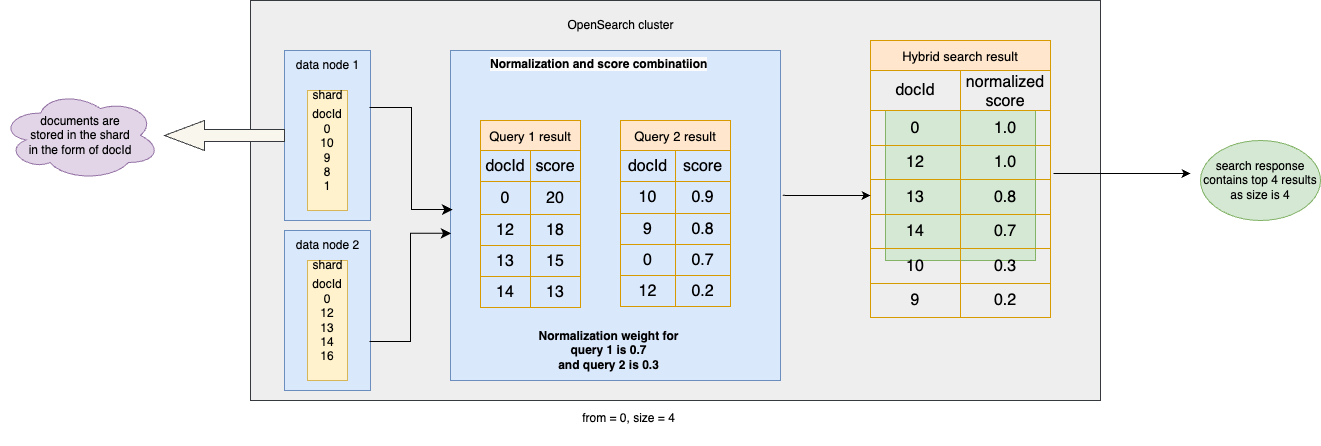 OpenSearch cluster
documents are
stored in the shard
in the form of docId
data node 1
shard
docId
0
10
9
8
1
data node 2
shard
docId
0
12
13
14
16
Normalization and score combinatiion
Query 1 result
docId score
0 20
12 18
13 15
14 13
Query 2 result
docId score
10 0.9
9 0.8
0 0.7
12 0.2
Normalization weight for
query 1 is 0.7
and query 2 is 0.3
Hybrid search result
docId normalized
score
0 1.0
12 1.0
13 0.8
14 0.7
10 0.3
9 0.2
search response
contains top 4 results
as size is 4
from = 0, size = 4